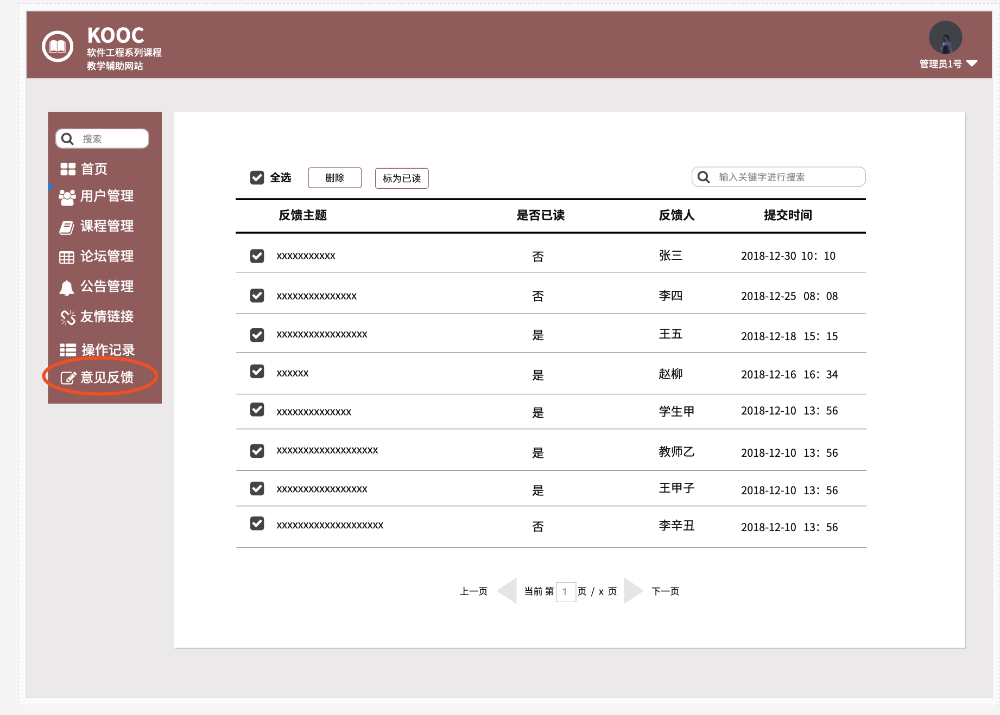 KOOC
软件工程系列课程
教学辅助网站
管理员1号
搜索
首页
用户管理
课程管理
论坛管理
公告管理
友情链接
操作记录
意见反馈
全选 删除 标为已读 输入关键字进行搜索
反馈主题 是否已读 反馈人 提交时间
xxxxxxxxxxx 否 张三 2018-12-30 10：10
xxxxxxxxxxxxxxx 否 李四 2018-12-25 08：08
xxxxxxxxxxxxxxxxx 是 王五 2018-12-18 15：15
xxxxxx 是 赵柳 2018-12-16 16：34
xxxxxxxxxxxxxx 是 学生甲 2018-12-10 13：56
xxxxxxxxxxxxxxxxxxx 是 教师乙 2018-12-10 13：56
xxxxxxxxxxxxxxxxx 是 王甲子 2018-12-10 13：56
xxxxxxxxxxxxxxxxxxxx 否 李辛丑 2018-12-10 13：56
上一页 当前 第 1 页 / x 页 下一页